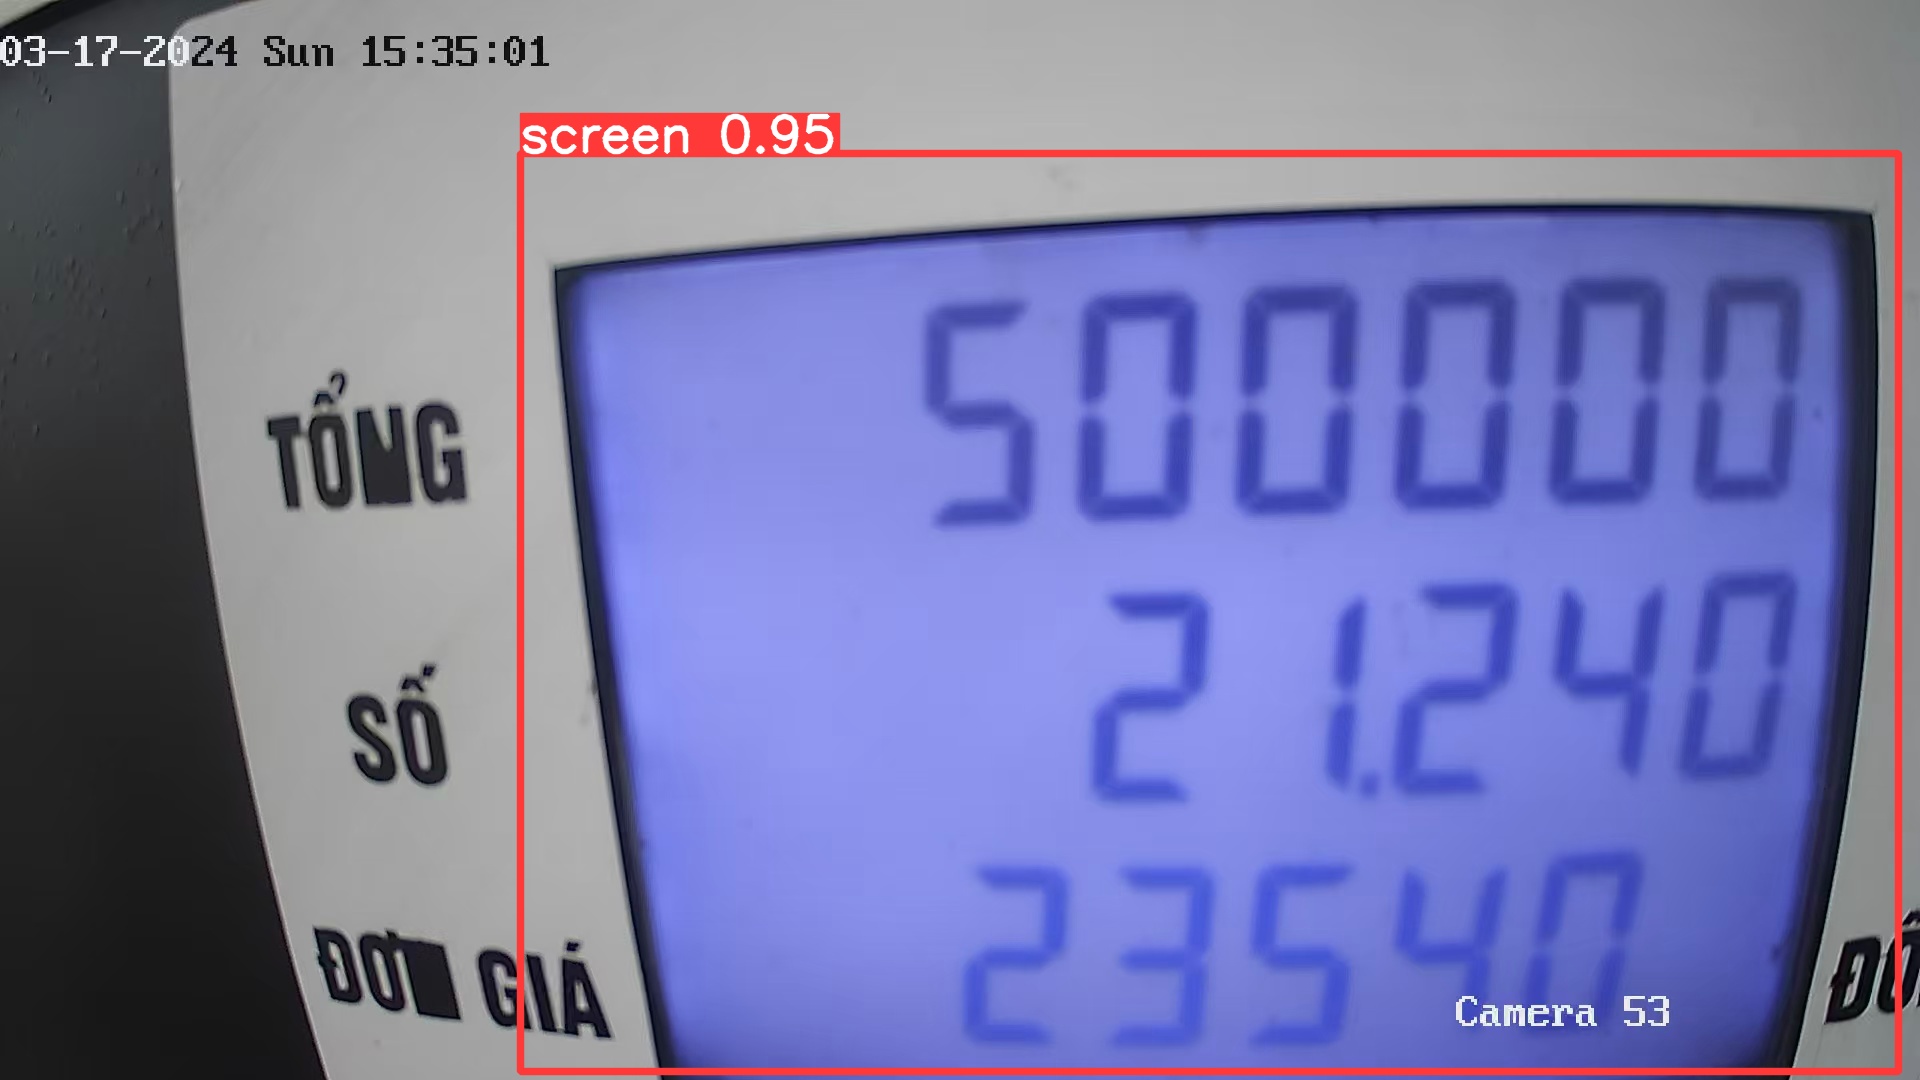 03-17-2024 Sun 15:35:01
screen 0.95
TỔNG 500000
SỐ 21.240
ĐƠN GIÁ 23540
Camera 53